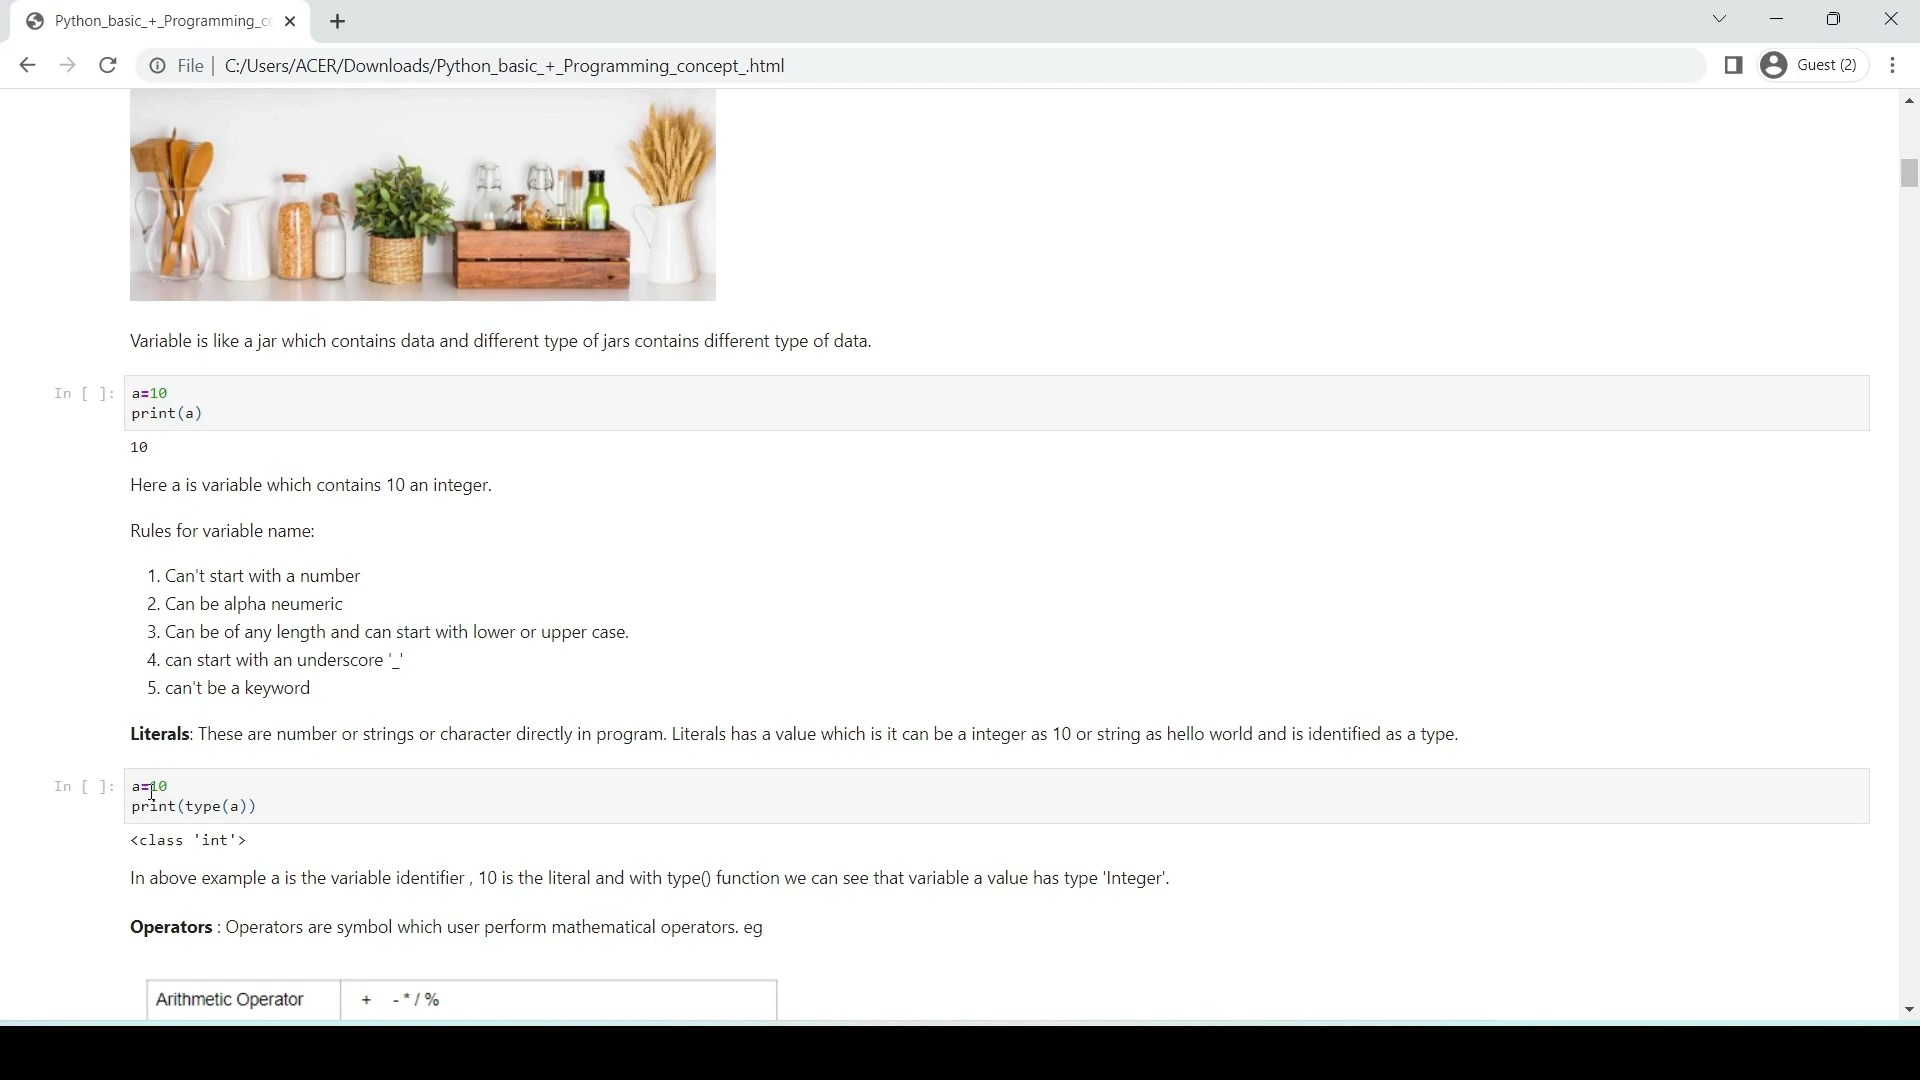 Python_basic_+_Programming_c
File
C:/Users/ACER/Downloads/Python_basic_+_Programming_concept_.html
Guest (2)
Variable is like a jar which contains data and different type of jars contains different type of data.
In [ ]:
a=10
print(a)
10
Here a is variable which contains 10 an integer.
Rules for variable name:
1. Can't start with a number
2. Can be alpha neumeric
3. Can be of any length and can start with lower or upper case.
4. can start with an underscore '_'
5. can't be a keyword
Literals: These are number or strings or character directly in program. Literals has a value which is it can be a integer as 10 or string as hello world and is identified as a type.
In [ ]:
a=10
print(type(a))
<class 'int'>
In above example a is the variable identifier , 10 is the literal and with type() function we can see that variable a value has type 'Integer'.
Operators : Operators are symbol which user perform mathematical operators. eg
Arithmetic Operator + - * / %